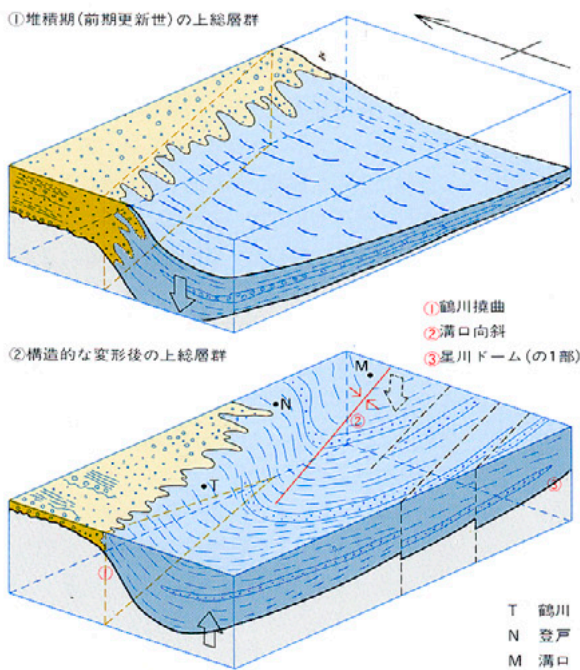 ①堆積期(前期更新世)の上総層群
①鶴川撓曲
②溝口向斜
③星川ドーム(の1部)
②構造的な変形後の上総層群
M
N
②
T
③
①
T 鶴川
N 登戸
M 溝口